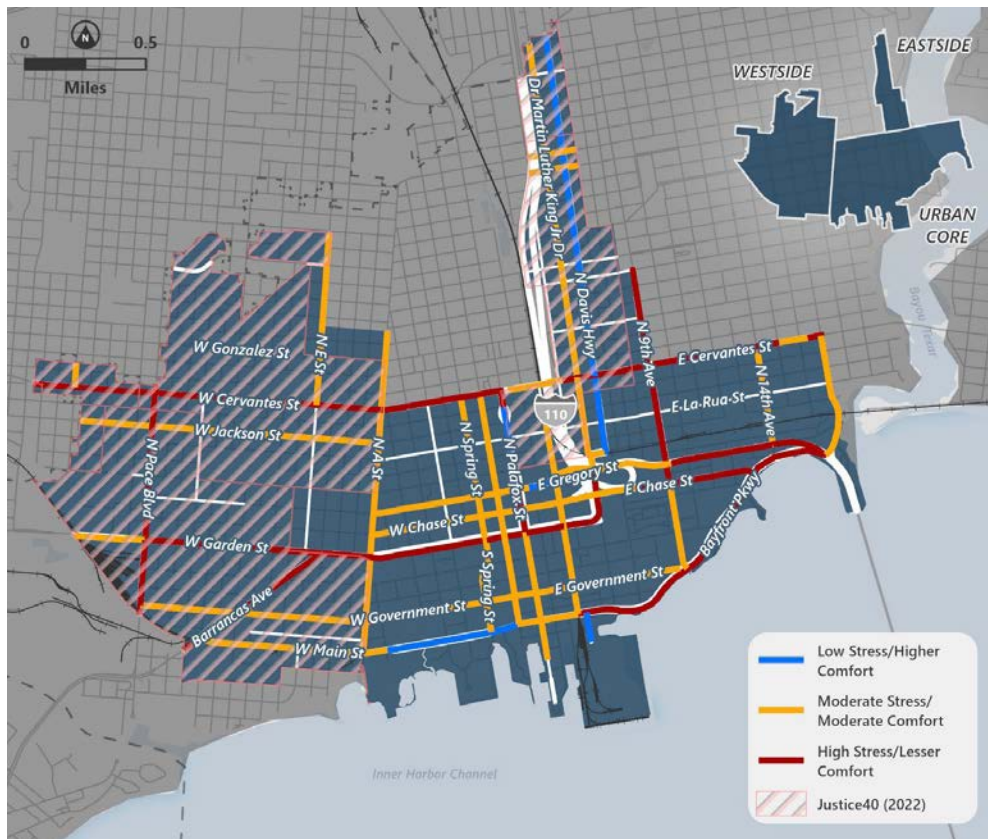 0 0.5
N
Miles
EASTSIDE
WESTSIDE
URBAN
CORE
Dr Martin Luther King Jr Dr
N Davis Hwy
N 9th Ave
W Gonzalez St
N E St
E Cervantes St
Bayou Texar
W Cervantes St
N 14th Ave
E La Rua St
110
W Jackson St
N A St
N Spring St
N Palafox St
N Pace Blvd
E Gregory St
E Chase St
W Chase St
Bayfront Pkwy
W Garden St
E Government St
S Spring St
Barrancas Ave
W Government St
W Main St
Inner Harbor Channel
Low Stress/Higher
Comfort
Moderate Stress/
Moderate Comfort
High Stress/Lesser
Comfort
Justice40 (2022)